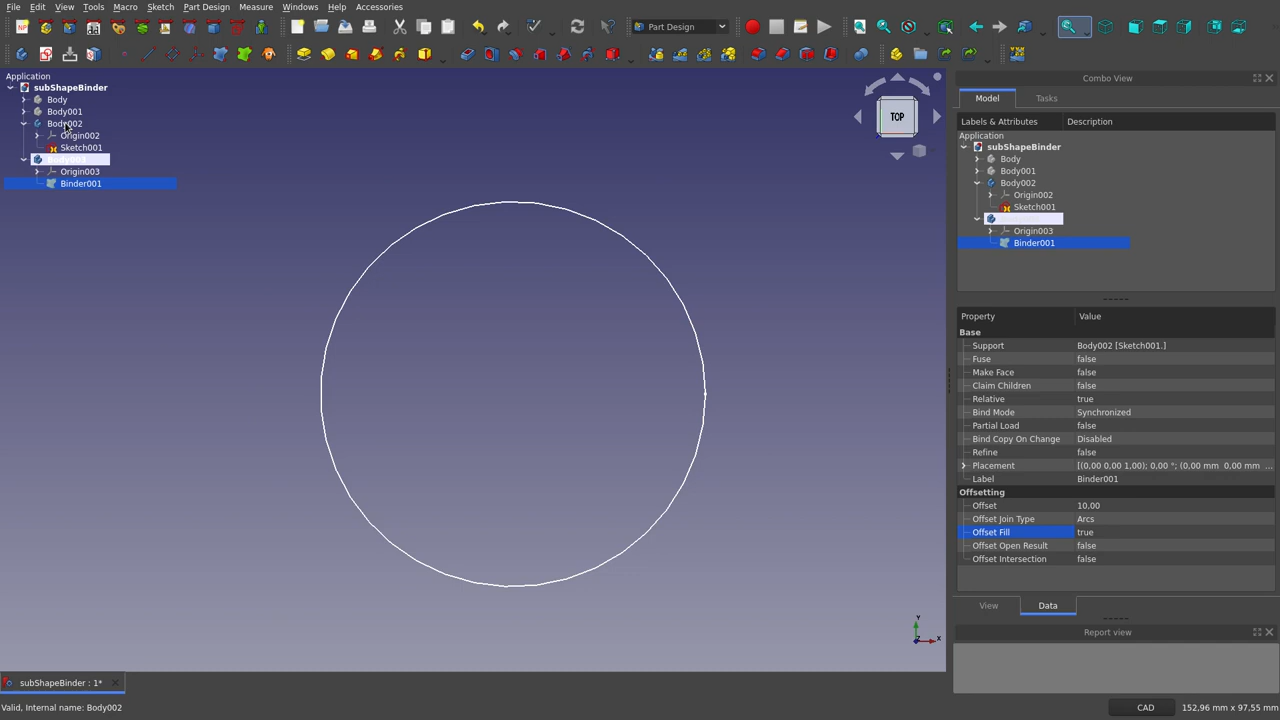 File Edit View Tools Macro Sketch Part Design Measure Windows Help Accessories
Part Design
Application
subShapeBinder
Body
Body001
Body002
Origin002
Sketch001
Body003
Origin003
Binder001
TOP
Y
Z X
Combo View
Model Tasks
Labels & Attributes Description
Application
subShapeBinder
Body
Body001
Body002
Origin002
Sketch001
Origin003
Binder001
Property Value
Base
Support Body002 [Sketch001.]
Fuse false
Make Face false
Claim Children false
Relative true
Bind Mode Synchronized
Partial Load false
Bind Copy On Change Disabled
Refine false
Placement [(0,00 0,00 1,00); 0,00 °; (0,00 mm 0,00 mm ...
Label Binder001
Offsetting
Offset 10,00
Offset Join Type Arcs
Offset Fill true
Offset Open Result false
Offset Intersection false
View Data
Report view
subShapeBinder : 1*
Valid, Internal name: Body002
CAD 152,96 mm x 97,55 mm